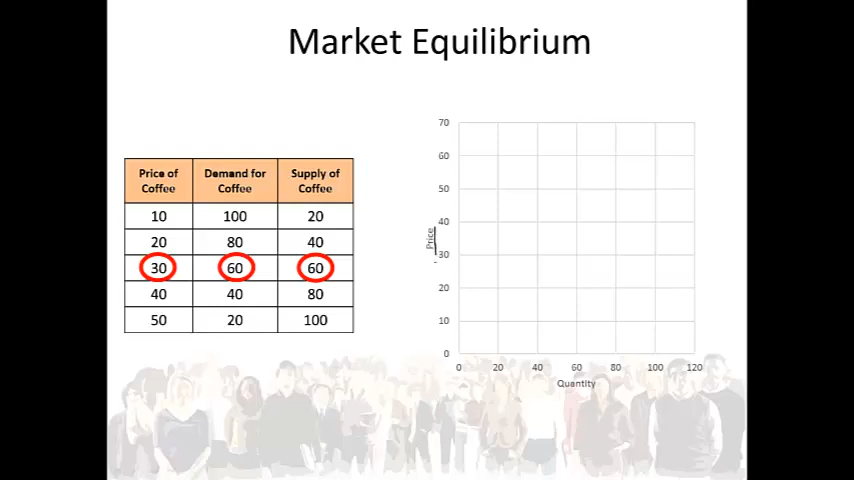 Market Equilibrium
Price of Coffee Demand for Coffee Supply of Coffee
10 100 20
20 80 40
30 60 60
40 40 80
50 20 100
70
60
50
40
30
20
10
0
Price
0 20 40 60 80 100 120
Quantity